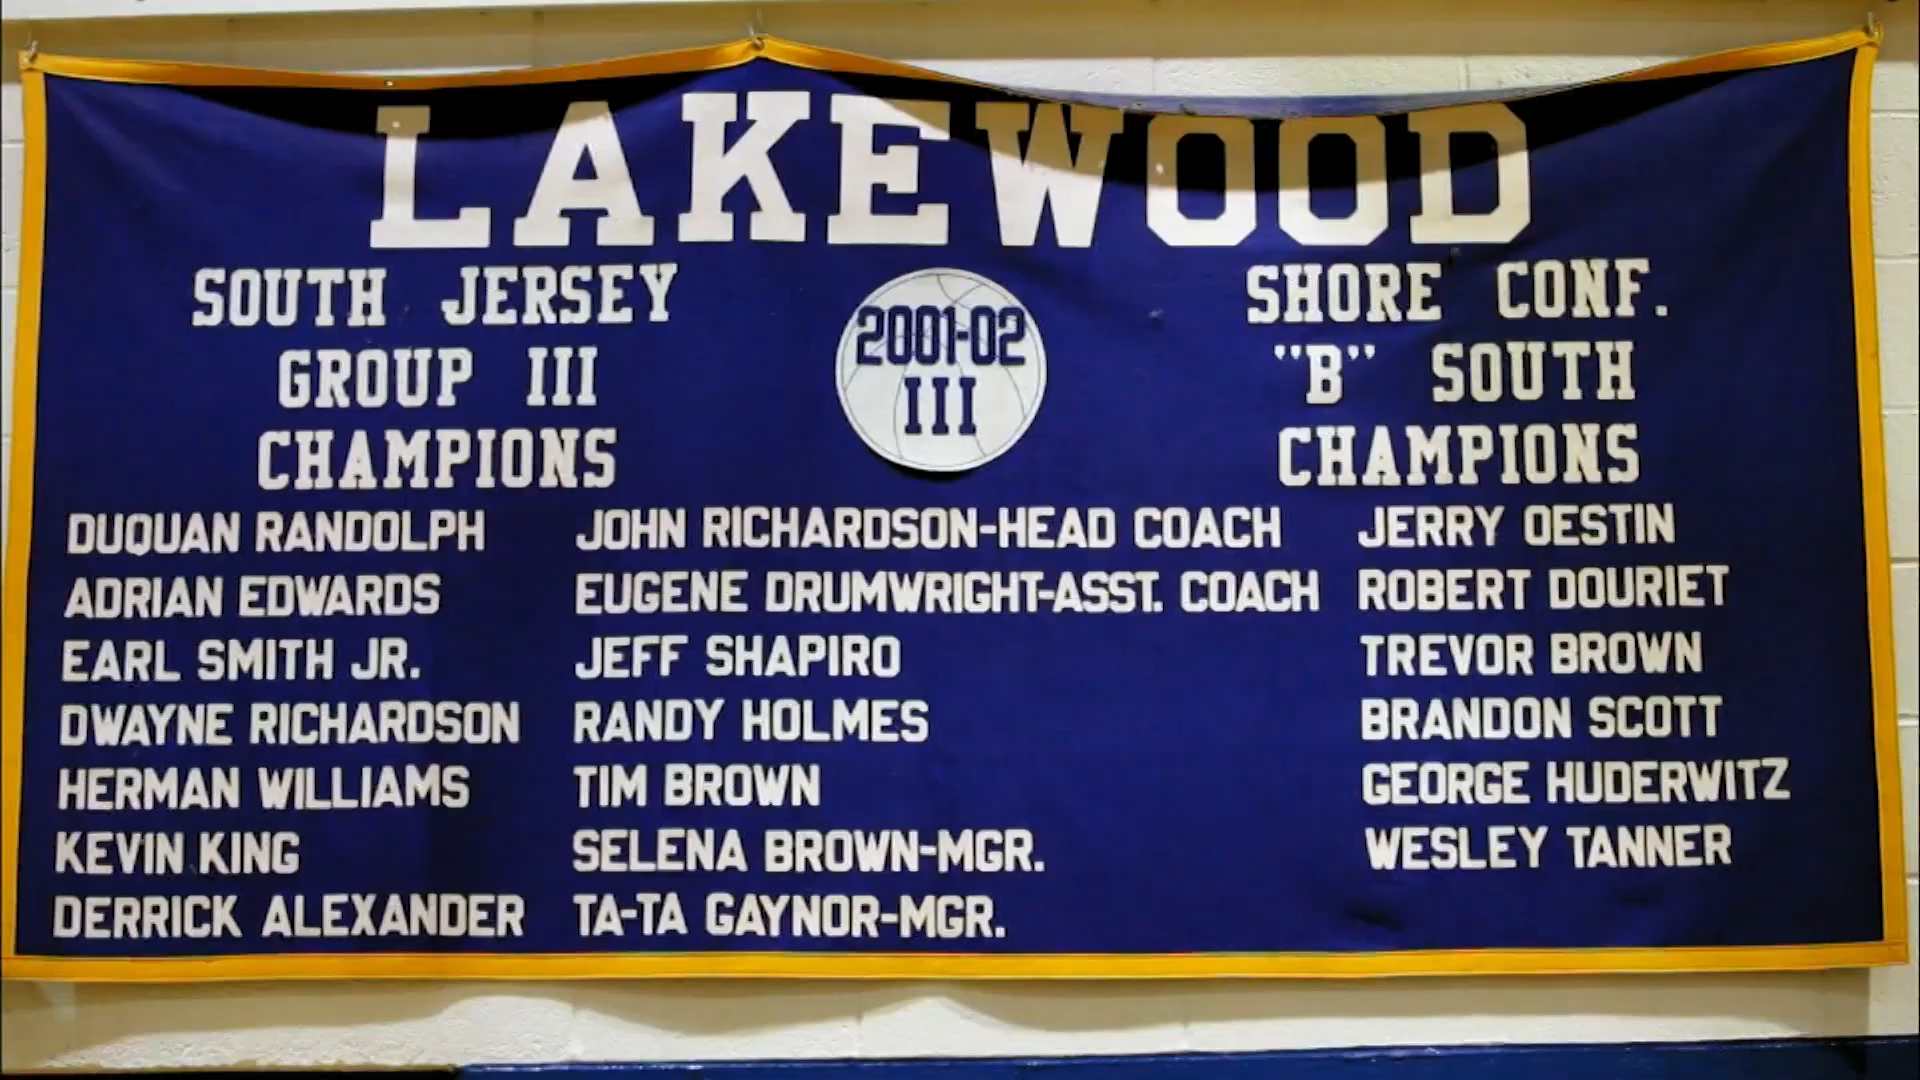 LAKEWOOD
SOUTH JERSEY
GROUP III
CHAMPIONS
2001-02
III
SHORE CONF.
"B" SOUTH
CHAMPIONS
DUQUAN RANDOLPH
ADRIAN EDWARDS
EARL SMITH JR.
DWAYNE RICHARDSON
HERMAN WILLIAMS
KEVIN KING
DERRICK ALEXANDER
JOHN RICHARDSON-HEAD COACH
EUGENE DRUMWRIGHT-ASST. COACH
JEFF SHAPIRO
RANDY HOLMES
TIM BROWN
SELENA BROWN-MGR.
TA-TA GAYNOR-MGR.
JERRY OESTIN
ROBERT DOURIET
TREVOR BROWN
BRANDON SCOTT
GEORGE HUDERWITZ
WESLEY TANNER